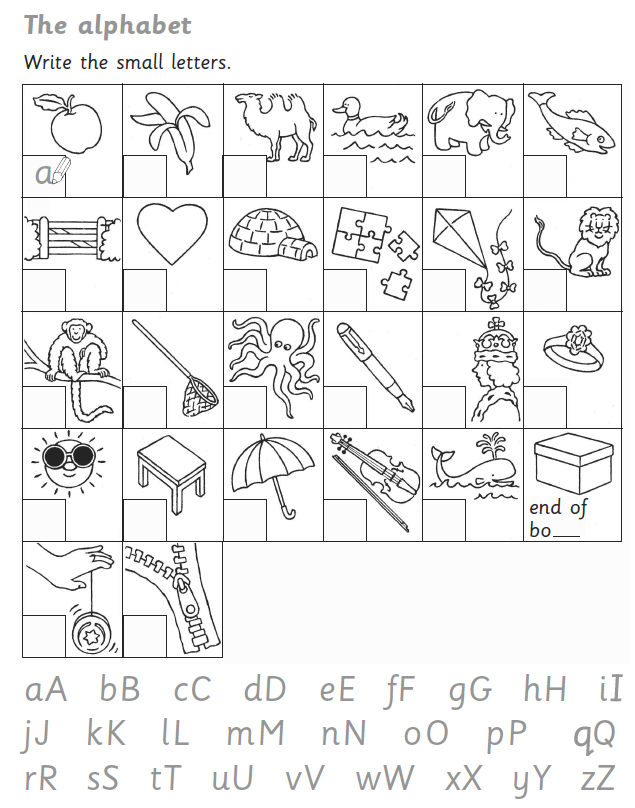 The alphabet
Write the small letters.
a
end of
bo__
aA bB cC dD eE fF gG hH iI
jJ kK lL mM nN oO pP qQ
rR sS tT uU vV wW xX yY zZ